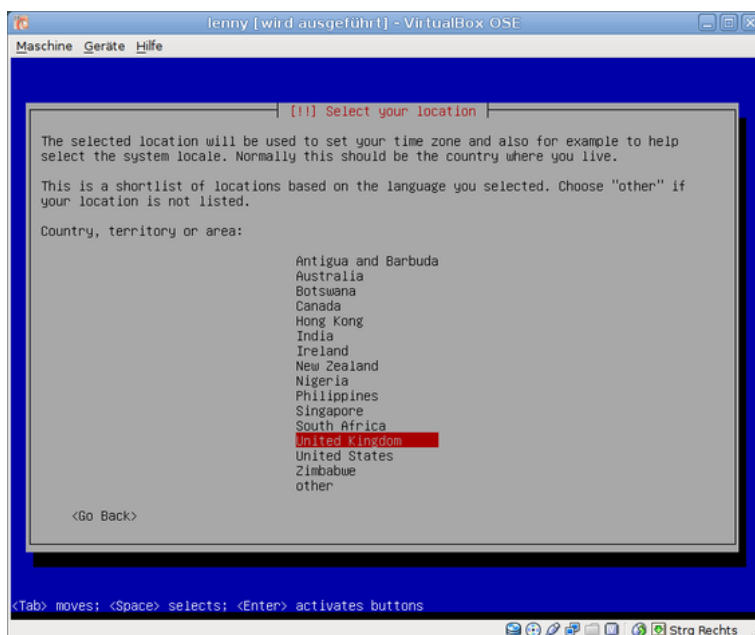 lenny [wird ausgeführt] - VirtualBox OSE
Maschine Geräte Hilfe
[!!] Select your location
The selected location will be used to set your time zone and also for example to help
select the system locale. Normally this should be the country where you live.
This is a shortlist of locations based on the language you selected. Choose "other" if
your location is not listed.
Country, territory or area:
Antigua and Barbuda
Australia
Botswana
Canada
Hong Kong
India
Ireland
New Zealand
Nigeria
Philippines
Singapore
South Africa
United Kingdom
United States
Zimbabwe
other
<Go Back>
<Tab> moves; <Space> selects; <Enter> activates buttons
Strg Rechts